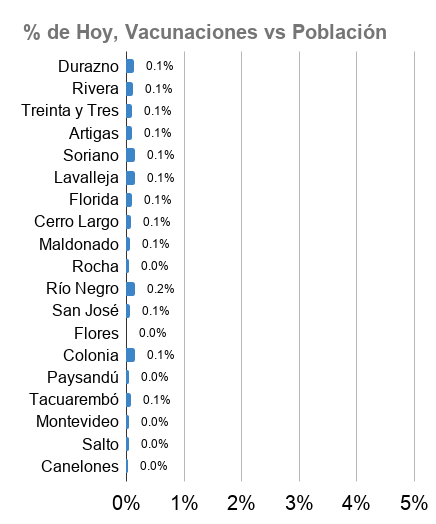 % de Hoy, Vacunaciones vs Población
Durazno 0.1%
Rivera 0.1%
Treinta y Tres 0.1%
Artigas 0.1%
Soriano 0.1%
Lavalleja 0.1%
Florida 0.1%
Cerro Largo 0.1%
Maldonado 0.1%
Rocha 0.0%
Río Negro 0.2%
San José 0.1%
Flores 0.0%
Colonia 0.1%
Paysandú 0.0%
Tacuarembó 0.1%
Montevideo 0.0%
Salto 0.0%
Canelones 0.0%
0% 1% 2% 3% 4% 5%